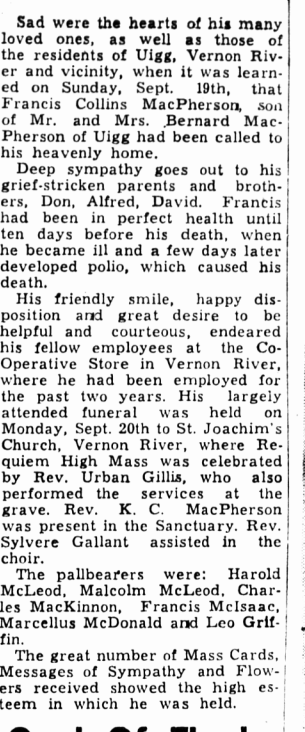 Sad were the hearts of his many
loved ones, as well as those of
the residents of Uigg, Vernon Riv-
er and vicinity, when it was learn-
ed on Sunday, Sept. 19th, that
Francis Collins MacPherson, son
of Mr. and Mrs. Bernard Mac-
Pherson of Uigg had been called to
his heavenly home.
Deep sympathy goes out to his
grief-stricken parents and broth-
ers, Don, Alfred, David. Francis
had been in perfect health until
ten days before his death, when
he became ill and a few days later
developed polio, which caused his
death.
His friendly smile, happy dis-
position and great desire to be
helpful and courteous, endeared
his fellow employees at the Co-
Operative Store in Vernon River,
where he had been employed for
the past two years. His largely
attended funeral was held on
Monday, Sept. 20th to St. Joachim's
Church, Vernon River, where Re-
quiem High Mass was celebrated
by Rev. Urban Gillis, who also
performed the services at the
grave. Rev. K. C. MacPherson
was present in the Sanctuary. Rev.
Sylvere Gallant assisted in the
choir.
The pallbearers were: Harold
McLeod, Malcolm McLeod, Char-
les MacKinnon, Francis McIsaac,
Marcellus McDonald and Leo Grif-
fin.
The great number of Mass Cards,
Messages of Sympathy and Flow-
ers received showed the high es-
teem in which he was held.